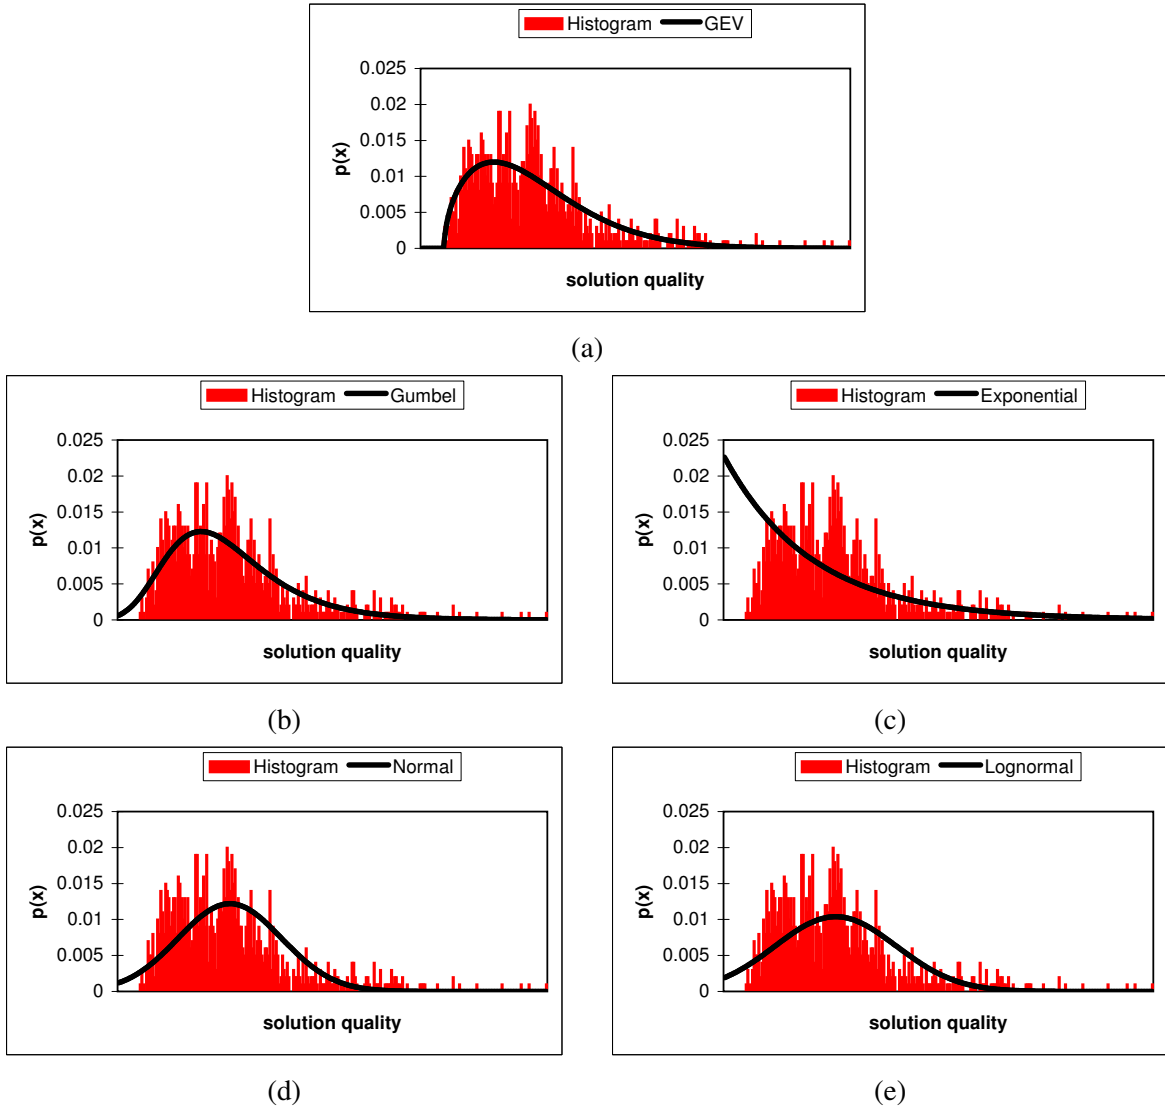 Histogram GEV
0.025
0.02
0.015
0.01
0.005
0
p(x)
solution quality
(a)
Histogram Gumbel
0.025
0.02
0.015
0.01
0.005
0
p(x)
solution quality
(b)
Histogram Exponential
0.025
0.02
0.015
0.01
0.005
0
p(x)
solution quality
(c)
Histogram Normal
0.025
0.02
0.015
0.01
0.005
0
p(x)
solution quality
(d)
Histogram Lognormal
0.025
0.02
0.015
0.01
0.005
0
p(x)
solution quality
(e)